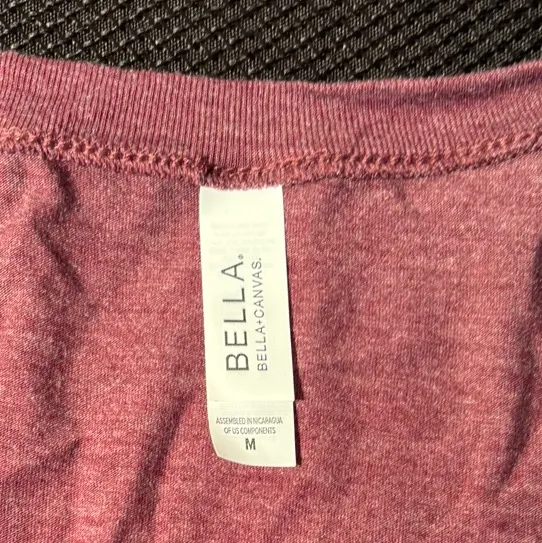 BELLA®
BELLA+CANVAS.
ASSEMBLED IN NICARAGUA
OF US COMPONENTS
M